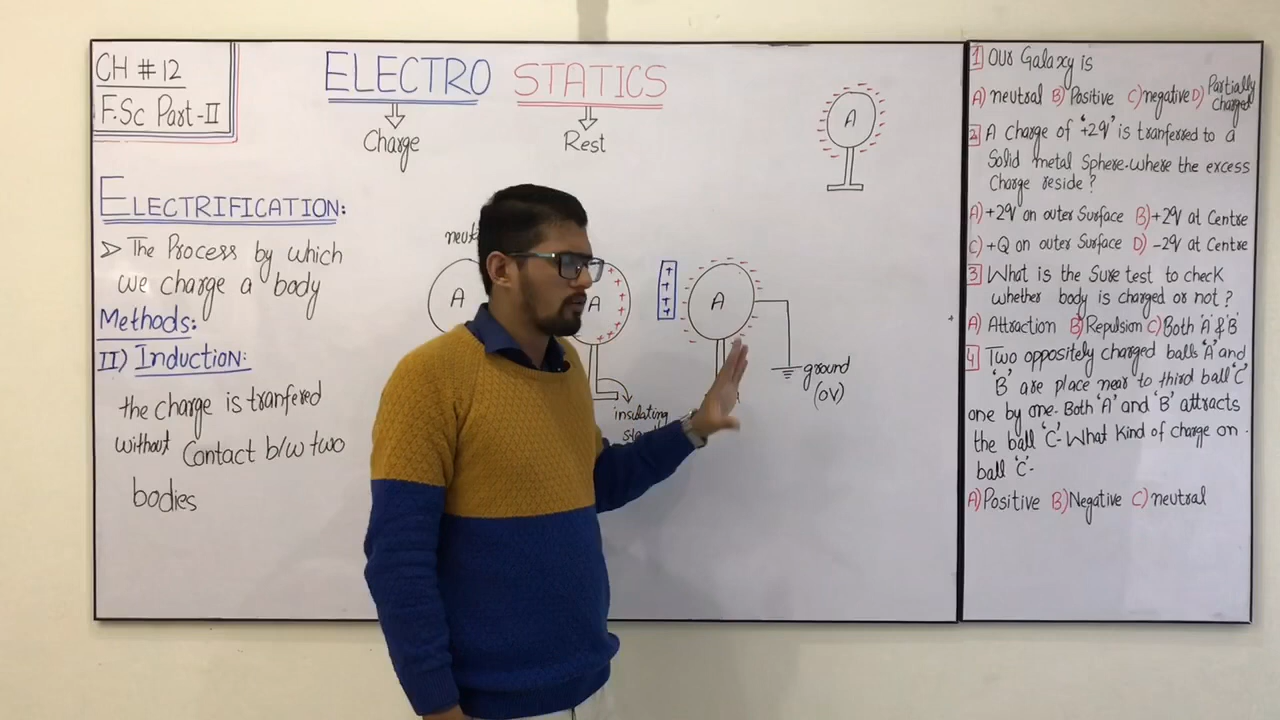 CH # 12
F.Sc Part-II
ELECTRO STATICS
Charge
Rest
ELECTRIFICATION:
The Process by which
we charge a body
Methods:
II) Induction:
the charge is tranfered
without Contact b/w two
bodies
A
A
+ + + + + + +
+ + + +
A
ground
(0V)
insulating
A
1 Our Galaxy is
A) neutral B) Positive C) negative D) Partially Charged
2 A charge of '+2q' is tranferred to a
Solid metal Sphere. Where the excess
Charge reside ?
A) +2q on outer Surface B) +2q at Centre
C) +Q on outer Surface D) -2q at Centre
3 What is the Sure test to check
whether body is charged or not ?
A) Attraction B) Repulsion C) Both 'A' & 'B'
4 Two oppositely charged balls 'A' and
'B' are place near to third ball 'C'
one by one. Both 'A' and 'B' attracts
the ball 'C'- What Kind of charge on
ball 'C'-
A) Positive B) Negative C) neutral